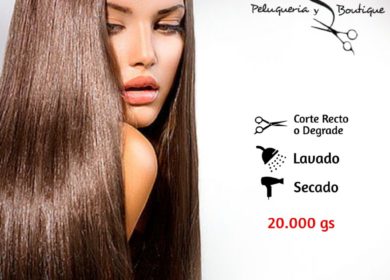 Peluqueria y Boutique
Corte Recto
o Degrade
Lavado
Secado
20.000 gs